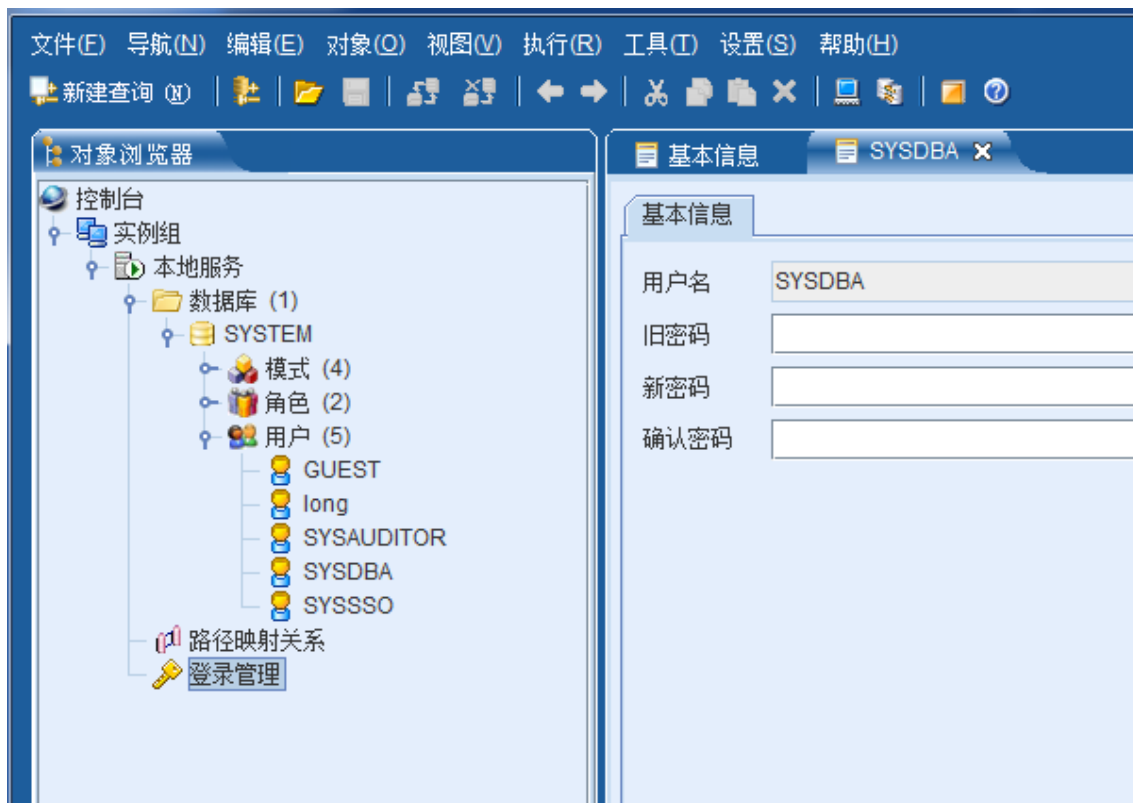 文件(F) 导航(N) 编辑(E) 对象(O) 视图(V) 执行(R) 工具(T) 设置(S) 帮助(H)
新建查询 (N)
对象浏览器
控制台
实例组
本地服务
数据库 (1)
SYSTEM
模式 (4)
角色 (2)
用户 (5)
GUEST
long
SYSAUDITOR
SYSDBA
SYSSSO
路径映射关系
登录管理
基本信息 SYSDBA
基本信息
用户名 SYSDBA
旧密码
新密码
确认密码